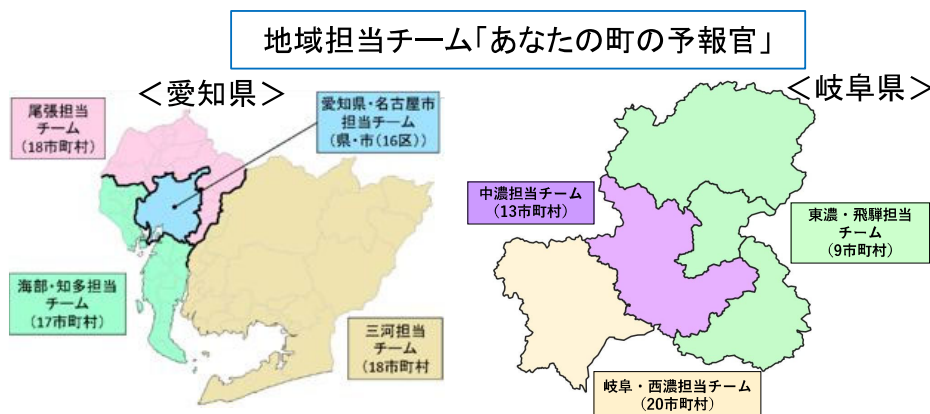 地域担当チーム「あなたの町の予報官」
＜愛知県＞
尾張担当
チーム
(18市町村)
愛知県・名古屋市
担当チーム
(県・市(16区))
海部・知多担当
チーム
(17市町村)
三河担当
チーム
(18市町村
＜岐阜県＞
中濃担当チーム
(13市町村)
東濃・飛騨担当
チーム
(9市町村)
岐阜・西濃担当チーム
(20市町村)